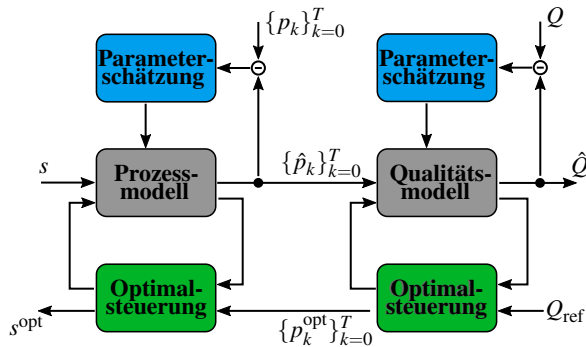 {p_k}_{k=0}^T
Q
Parameter-
schätzung
Parameter-
schätzung
s
Prozess-
modell
{p̂_k}_{k=0}^T
Qualitäts-
modell
Q̂
Optimal-
steuerung
Optimal-
steuerung
s^opt
{p_k^opt}_{k=0}^T
Q_ref